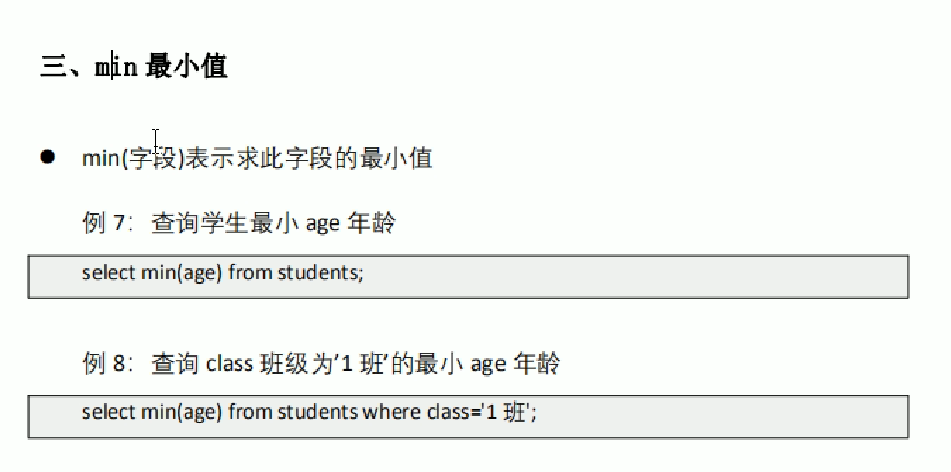 三、min 最小值
● min(字段)表示求此字段的最小值
例 7：查询学生最小 age 年龄
select min(age) from students;
例 8：查询 class 班级为'1 班'的最小 age 年龄
select min(age) from students where class='1 班';